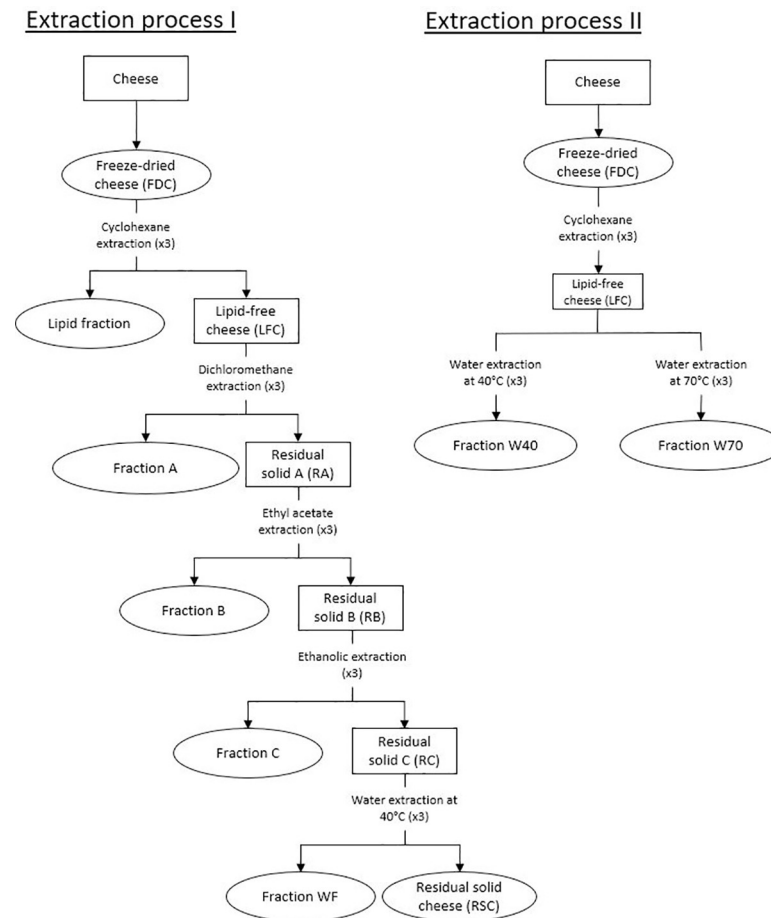 Extraction process I
Cheese
Freeze-dried
cheese (FDC)
Cyclohexane
extraction (x3)
Lipid fraction
Lipid-free
cheese (LFC)
Dichloromethane
extraction (x3)
Fraction A
Residual
solid A (RA)
Ethyl acetate
extraction (x3)
Fraction B
Residual
solid B (RB)
Ethanolic extraction
(x3)
Fraction C
Residual
solid C (RC)
Water extraction at
40°C (x3)
Fraction WF
Residual solid
cheese (RSC)
Extraction process II
Cheese
Freeze-dried
cheese (FDC)
Cyclohexane
extraction (x3)
Lipid-free
cheese (LFC)
Water extraction
at 40°C (x3)
Water extraction
at 70°C (x3)
Fraction W40
Fraction W70